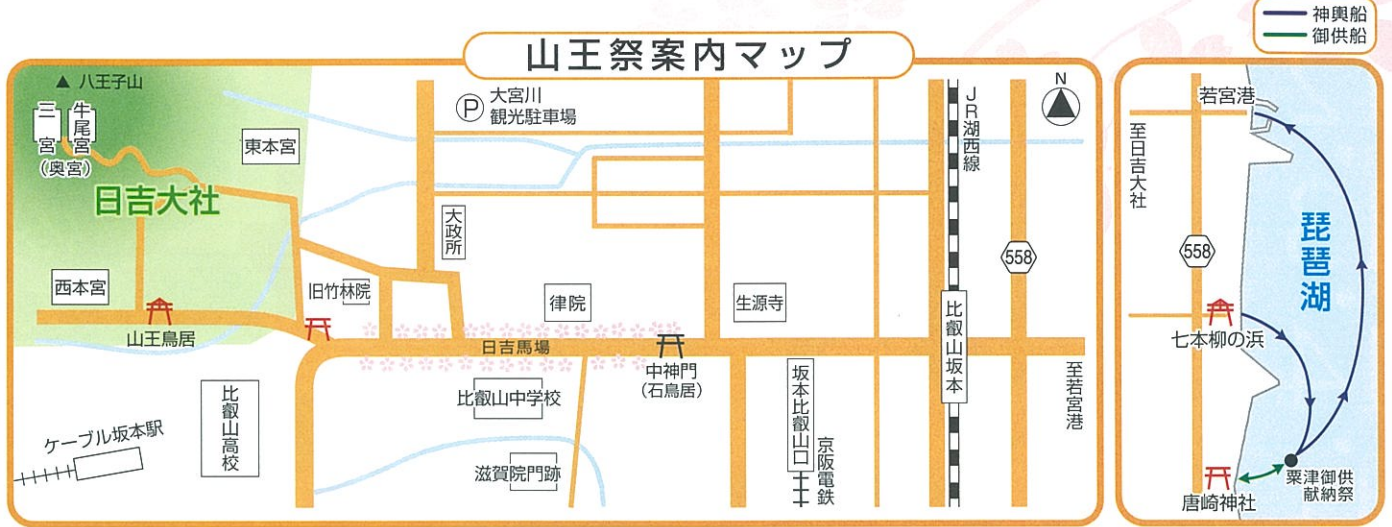 神輿船
御供船
山王祭案内マップ
▲ 八王子山
三宮
牛尾宮
(奥宮)
東本宮
日吉大社
西本宮
山王鳥居
旧竹林院
大政所
P
大宮川
観光駐車場
律院
生源寺
日吉馬場
中神門
(石鳥居)
比叡山中学校
滋賀院門跡
比叡山高校
ケーブル坂本駅
坂本比叡山口
京阪電鉄
比叡山坂本
JR湖西線
N
558
至若宮港
若宮港
至日吉大社
558
琵琶湖
七本柳の浜
唐崎神社
粟津御供
献納祭